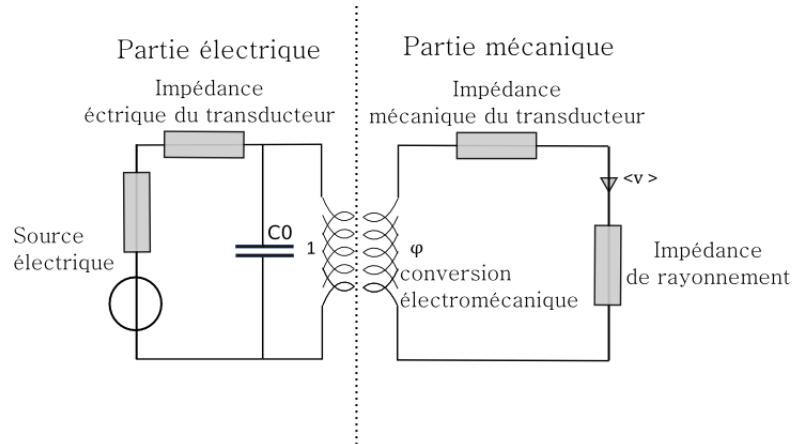 Partie électrique
Partie mécanique
Impédance
éctrique du transducteur
Impédance
mécanique du transducteur
<v >
Source
électrique
C0
1
φ
conversion
électromécanique
Impédance
de rayonnement